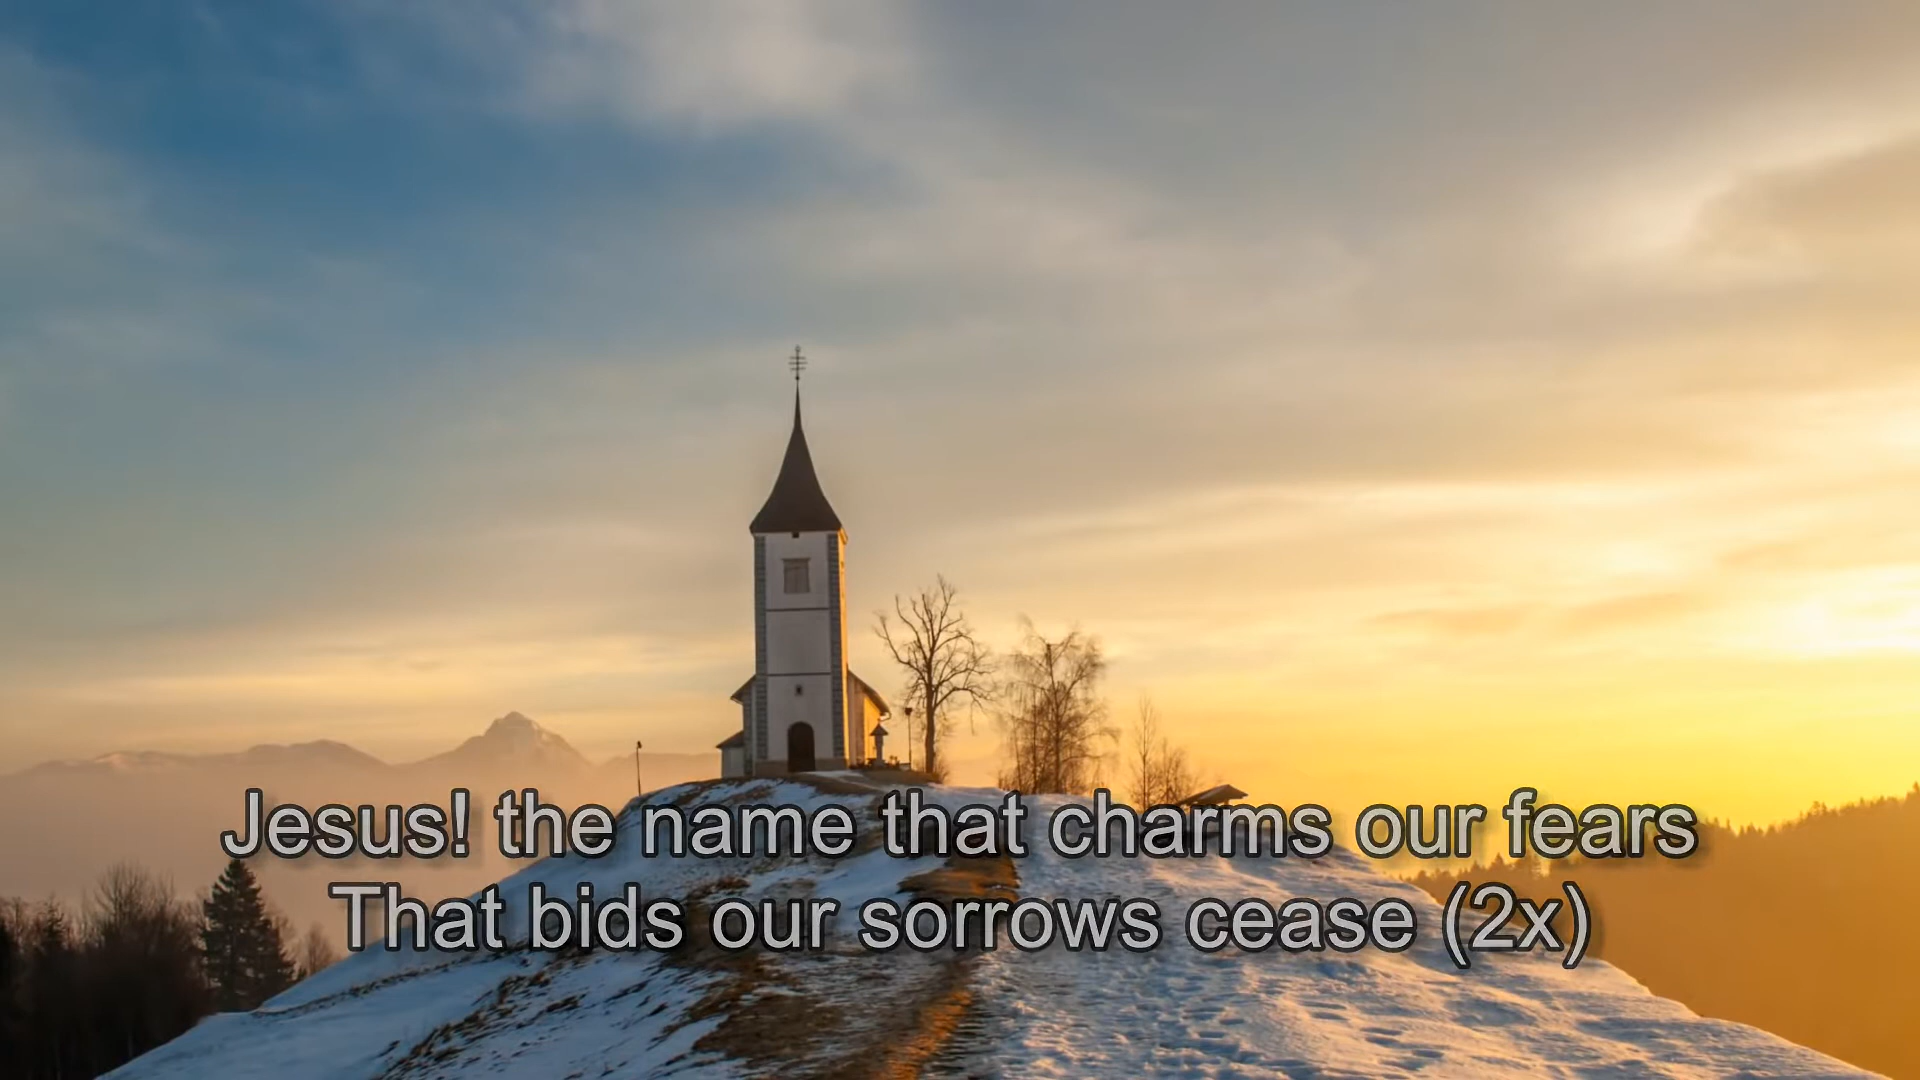 Jesus! the name that charms our fears
That bids our sorrows cease (2x)